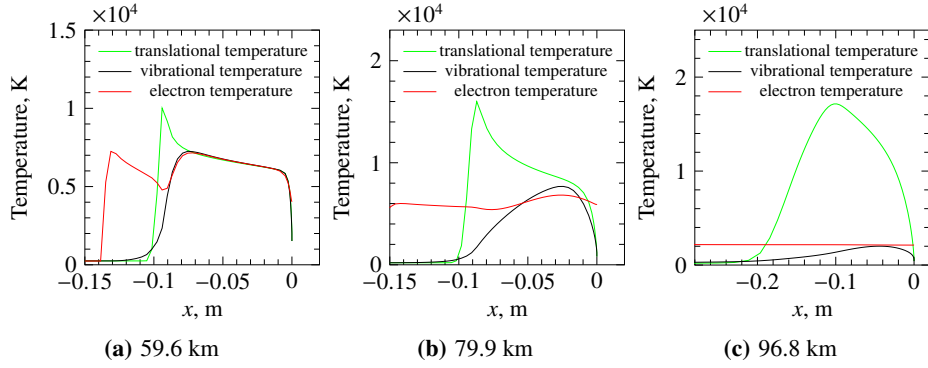 ×10⁴
1.5
1.0
0.5
0
Temperature, K
translational temperature
vibrational temperature
electron temperature
−0.15
−0.1
−0.05
0
x, m
(a) 59.6 km
×10⁴
2
1
0
Temperature, K
translational temperature
vibrational temperature
electron temperature
−0.15
−0.1
−0.05
0
x, m
(b) 79.9 km
×10⁴
2
1
0
Temperature, K
translational temperature
vibrational temperature
electron temperature
−0.2
−0.1
0
x, m
(c) 96.8 km